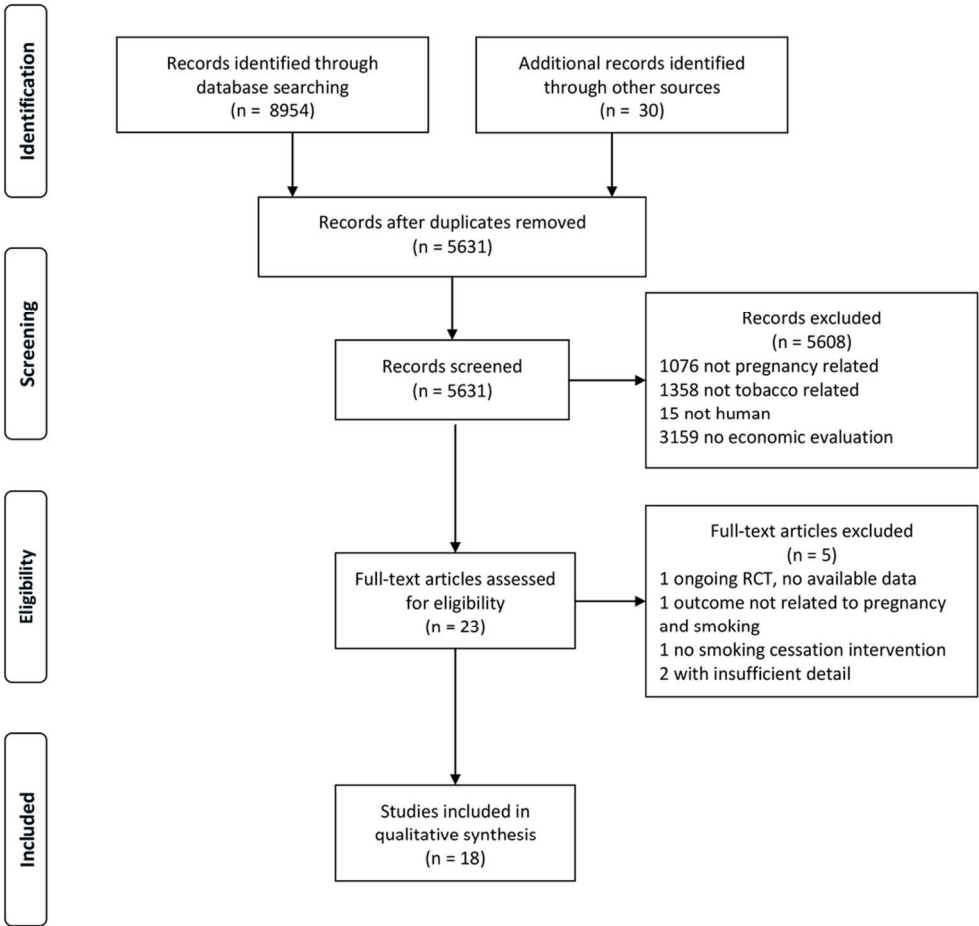 Identification
Records identified through
database searching
(n = 8954)
Additional records identified
through other sources
(n = 30)
Records after duplicates removed
(n = 5631)
Screening
Records screened
(n = 5631)
Records excluded
(n = 5608)
1076 not pregnancy related
1358 not tobacco related
15 not human
3159 no economic evaluation
Eligibility
Full-text articles assessed
for eligibility
(n = 23)
Full-text articles excluded
(n = 5)
1 ongoing RCT, no available data
1 outcome not related to pregnancy
and smoking
1 no smoking cessation intervention
2 with insufficient detail
Included
Studies included in
qualitative synthesis
(n = 18)